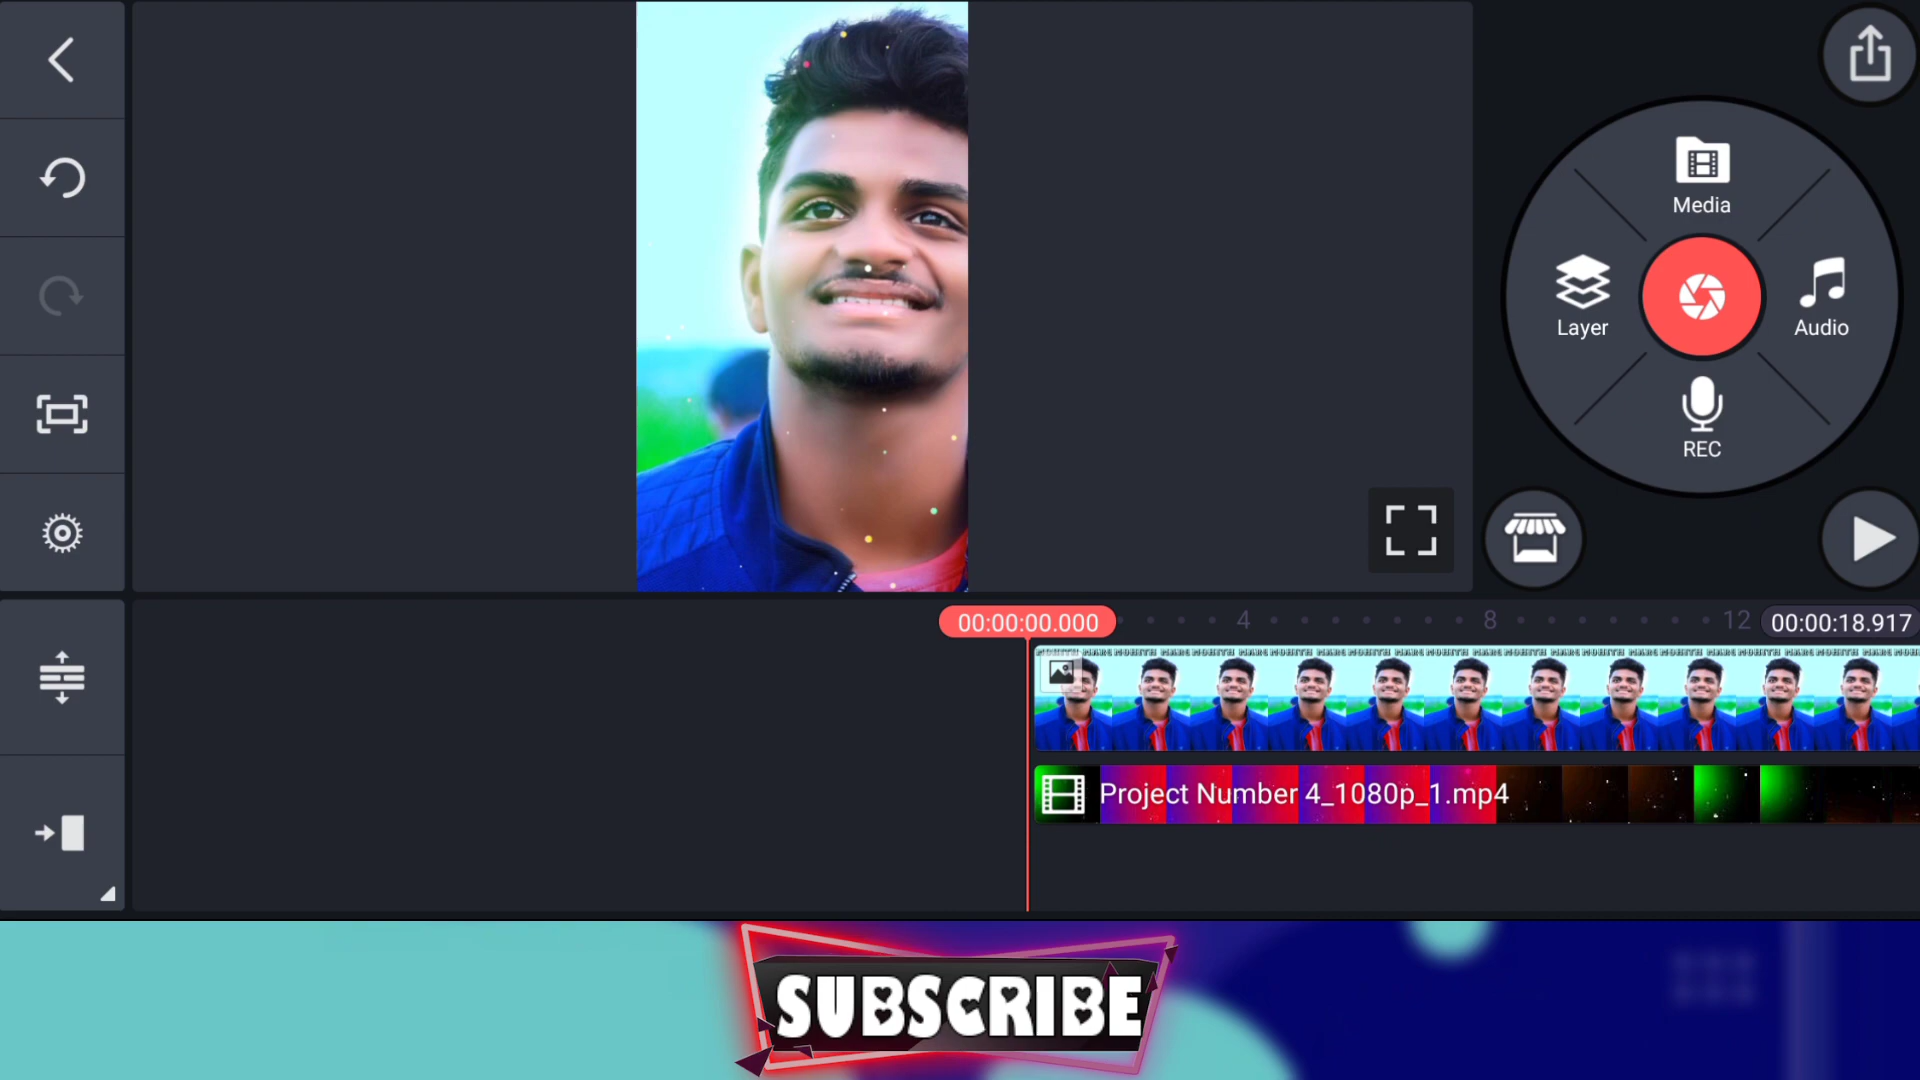 Media
Layer
Audio
REC
00:00:00.000
4
8
12
00:00:18.917
Project Number 4_1080p_1.mp4
SUBSCRIBE